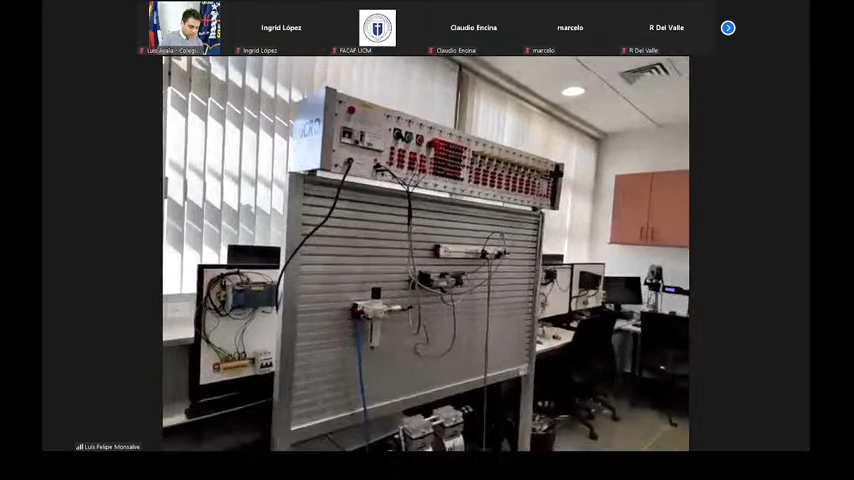 Ingrid López
Claudio Encina
marcelo
R Del Valle
Luis Ayala - Colegi...
Ingrid López
FACAF UCM
Claudio Encina
marcelo
R Del Valle
Luis Felipe Monsalve